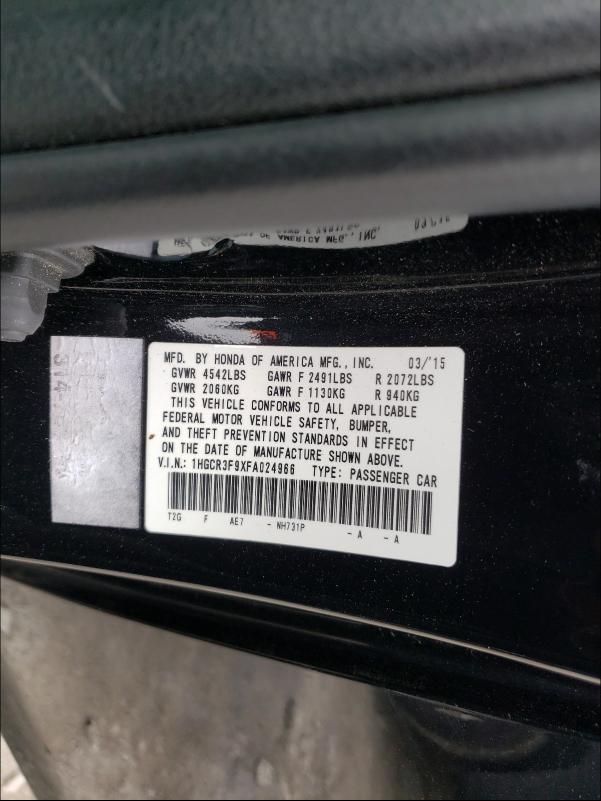 MFD. BY HONDA OF AMERICA MFG., INC. 03/'15
GVWR 4542LBS GAWR F 2491LBS R 2072LBS
GVWR 2060KG GAWR F 1130KG R 940KG
THIS VEHICLE CONFORMS TO ALL APPLICABLE
FEDERAL MOTOR VEHICLE SAFETY, BUMPER,
AND THEFT PREVENTION STANDARDS IN EFFECT
ON THE DATE OF MANUFACTURE SHOWN ABOVE.
V.I.N.: 1HGCR3F9XFA024966 TYPE: PASSENGER CAR
T2G F AE7 - NH731P - A - A